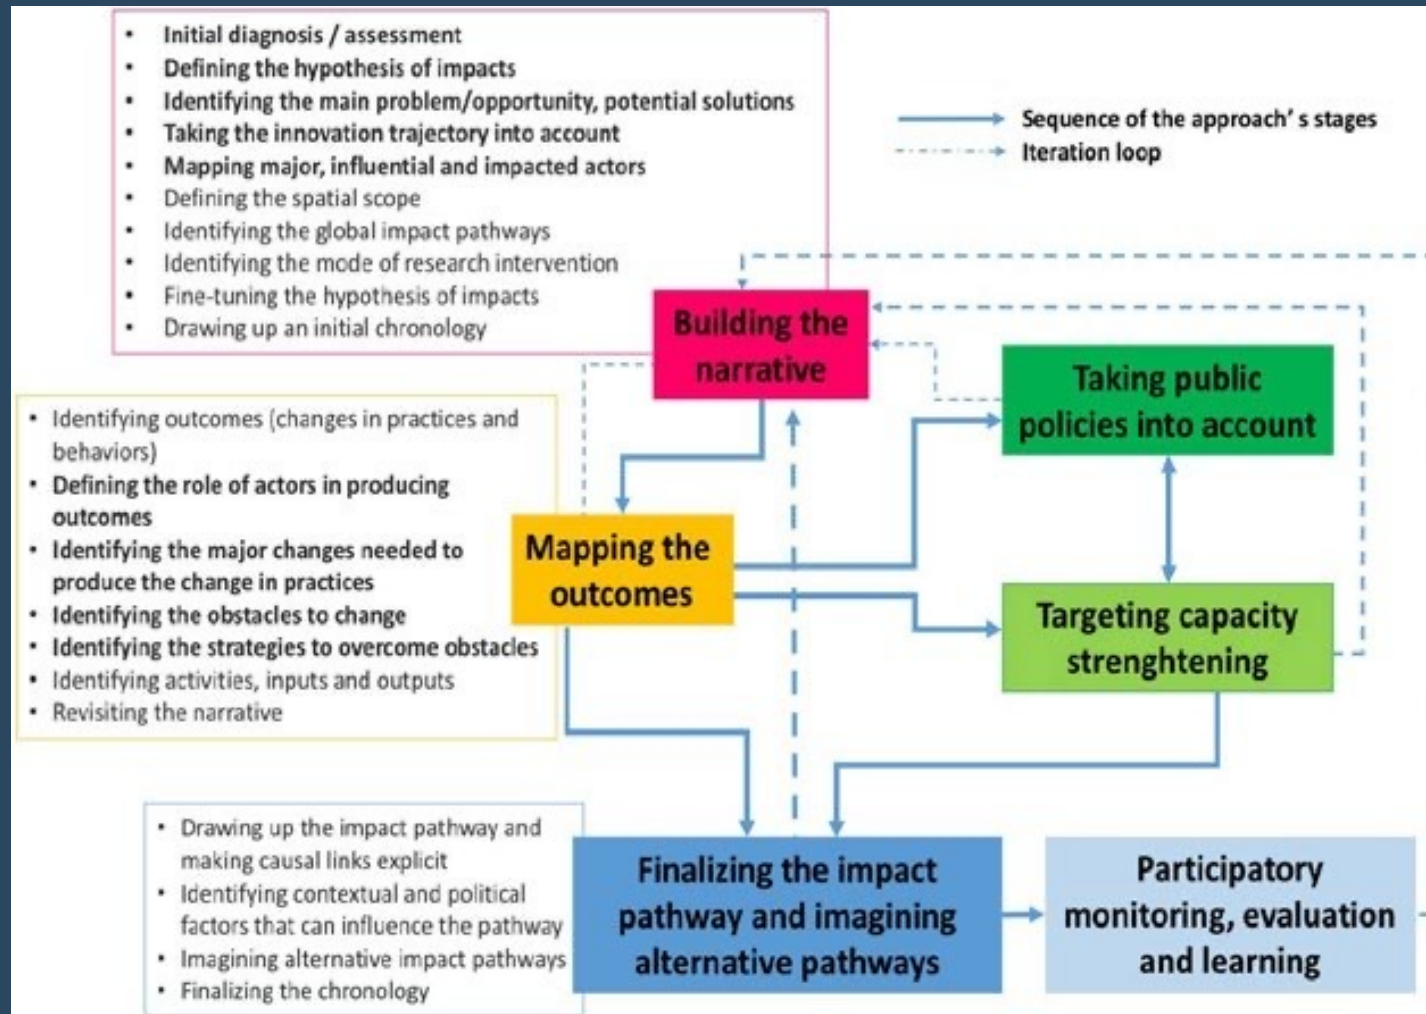 • Initial diagnosis / assessment
• Defining the hypothesis of impacts
• Identifying the main problem/opportunity, potential solutions
• Taking the innovation trajectory into account
• Mapping major, influential and impacted actors
• Defining the spatial scope
• Identifying the global impact pathways
• Identifying the mode of research intervention
• Fine-tuning the hypothesis of impacts
• Drawing up an initial chronology
Sequence of the approach' s stages
Iteration loop
Building the
narrative
Taking public
policies into account
• Identifying outcomes (changes in practices and
behaviors)
• Defining the role of actors in producing
outcomes
• Identifying the major changes needed to
produce the change in practices
• Identifying the obstacles to change
• Identifying the strategies to overcome obstacles
• Identifying activities, inputs and outputs
• Revisiting the narrative
Mapping the
outcomes
Targeting capacity
strenghtening
• Drawing up the impact pathway and
making causal links explicit
• Identifying contextual and political
factors that can influence the pathway
• Imagining alternative impact pathways
• Finalizing the chronology
Finalizing the impact
pathway and imagining
alternative pathways
Participatory
monitoring, evaluation
and learning